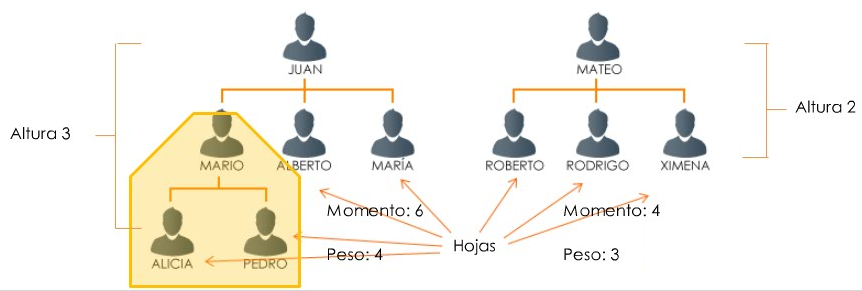 JUAN
MATEO
Altura 3
Altura 2
MARIO
ALBERTO
MARÍA
ROBERTO
RODRIGO
XIMENA
Momento: 6
Momento: 4
Hojas
Peso: 4
Peso: 3
ALICIA
PEDRO